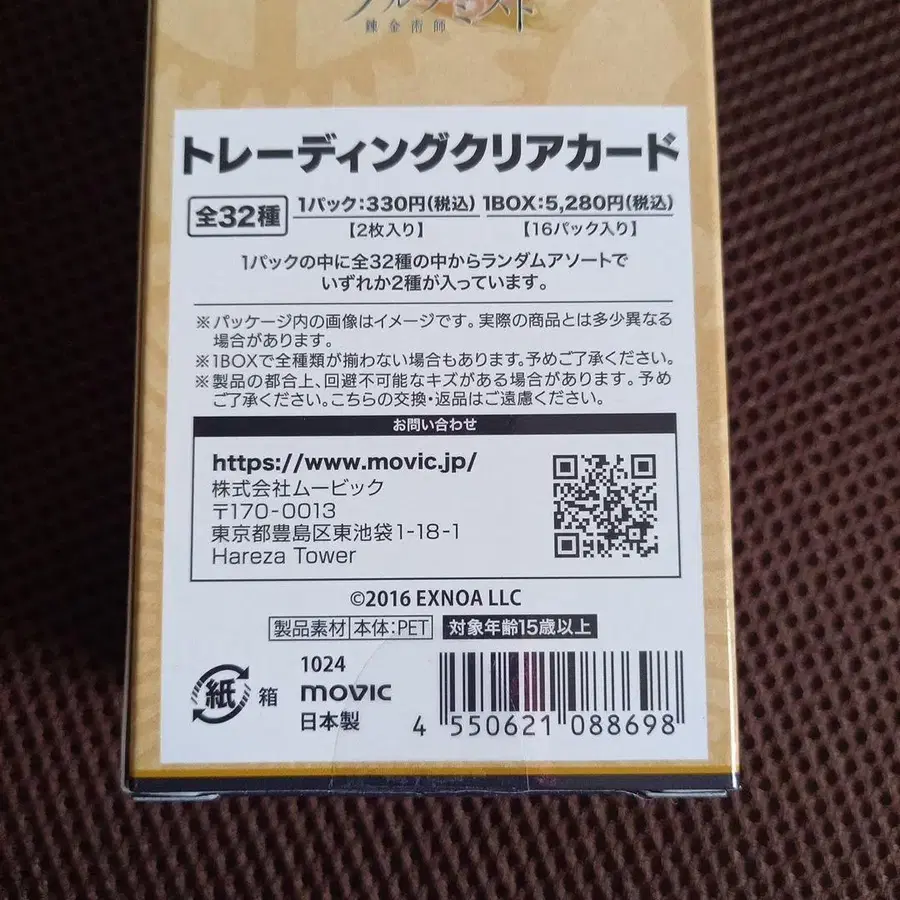 アルケミスト
錬金術師
トレーディングクリアカード
全32種
1パック:330円(税込) 1BOX:5,280円(税込)
【2枚入り】 【16パック入り】
1パックの中に全32種の中からランダムアソートで
いずれか2種が入っています。
※パッケージ内の画像はイメージです。実際の商品とは多少異なる
場合があります。
※1BOXで全種類が揃わない場合もあります。予めご了承ください。
※製品の都合上、回避不可能なキズがある場合があります。予め
ご了承ください。こちらの交換・返品はご遠慮ください。
お問い合わせ
https://www.movic.jp/
株式会社ムービック
〒170-0013
東京都豊島区東池袋1-18-1
Hareza Tower
©2016 EXNOA LLC
製品素材 本体:PET 対象年齢15歳以上
紙 箱
1024
movic
日本製
4 550621 088698